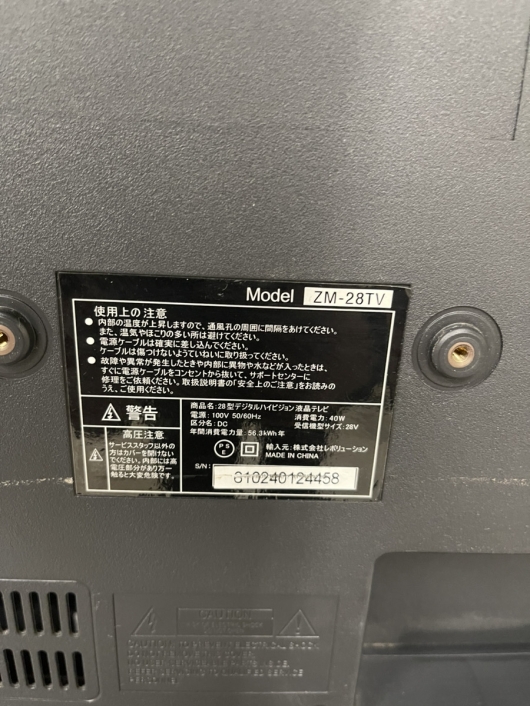 Model ZM-28TV
使用上の注意
● 内部の温度が上昇しますので、通風孔の周囲に間隔をあけてください。
また、湿気やほこりの多い所は避けてください。
● 電源ケーブルは確実に差し込んでください。
ケーブルは傷つけないようていねいに取り扱ってください。
● 故障や異常が発生したときや内部に異物や水などが入ったときは、
すぐに電源ケーブルをコンセントから抜いて、サポートセンターに
修理をご依頼ください。取扱説明書の「安全上のご注意」をお読みの
うえ、ご使用ください。
警告
高圧注意
サービススタッフ以外の
方はカバーを開けない
でください。内部には高
電圧部分があり万一
触ると大変危険です。
商品名:28型デジタルハイビジョン液晶テレビ
電源:100V 50/60Hz 消費電力:40W
区分名:DC 受信機型サイズ:28V
年間消費電力量:56.3kWh年
PSE
輸入元:株式会社レボリューション
MADE IN CHINA
S/N: 810240124458
CAUTION